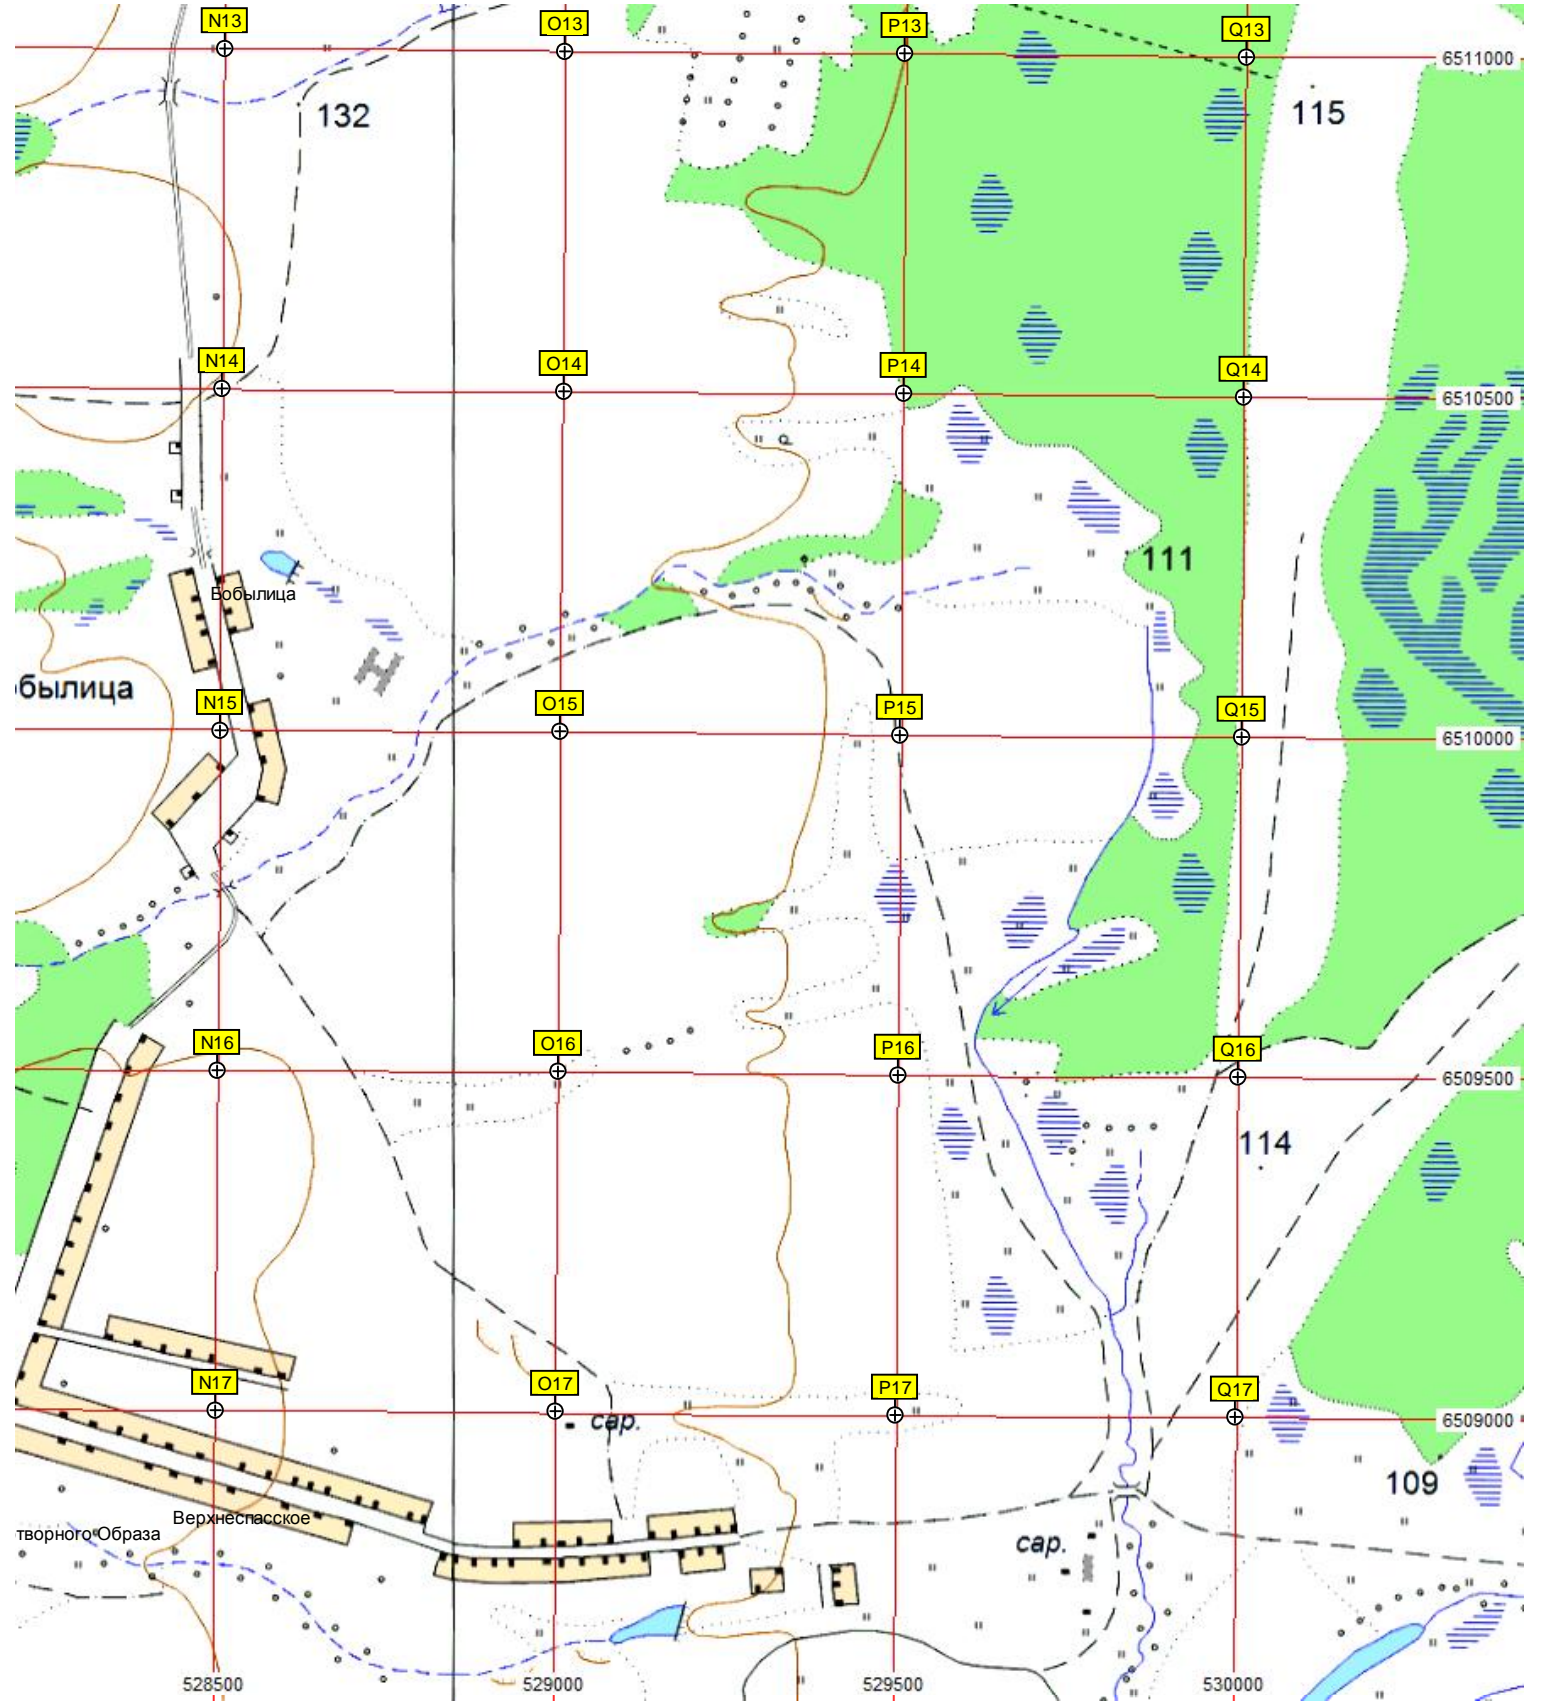 N13
O13
P13
Q13
6511000
132
115
N14
O14
P14
Q14
6510500
111
Бобылица
былица
N15
O15
P15
Q15
6510000
N16
O16
P16
Q16
6509500
114
N17
O17
P17
Q17
сар.
6509000
109
Верхнеспасское
творного Образа
сар.
528500
529000
529500
530000